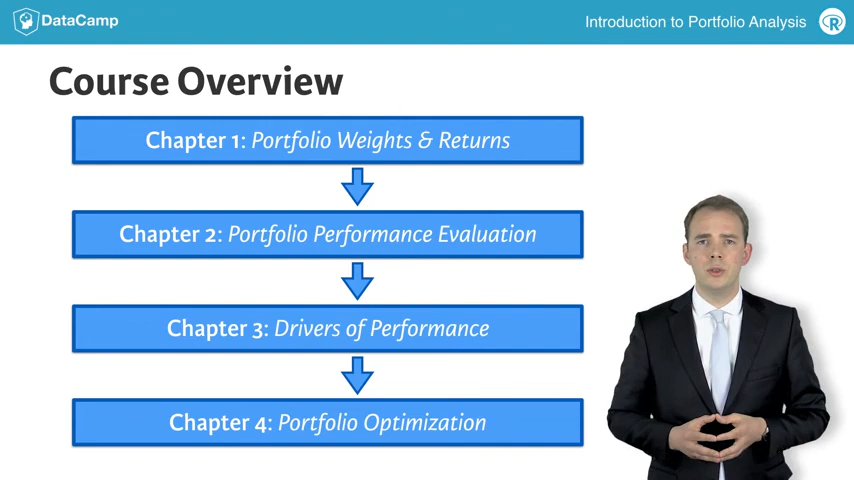 DataCamp
Introduction to Portfolio Analysis
R
Course Overview
Chapter 1: Portfolio Weights & Returns
Chapter 2: Portfolio Performance Evaluation
Chapter 3: Drivers of Performance
Chapter 4: Portfolio Optimization